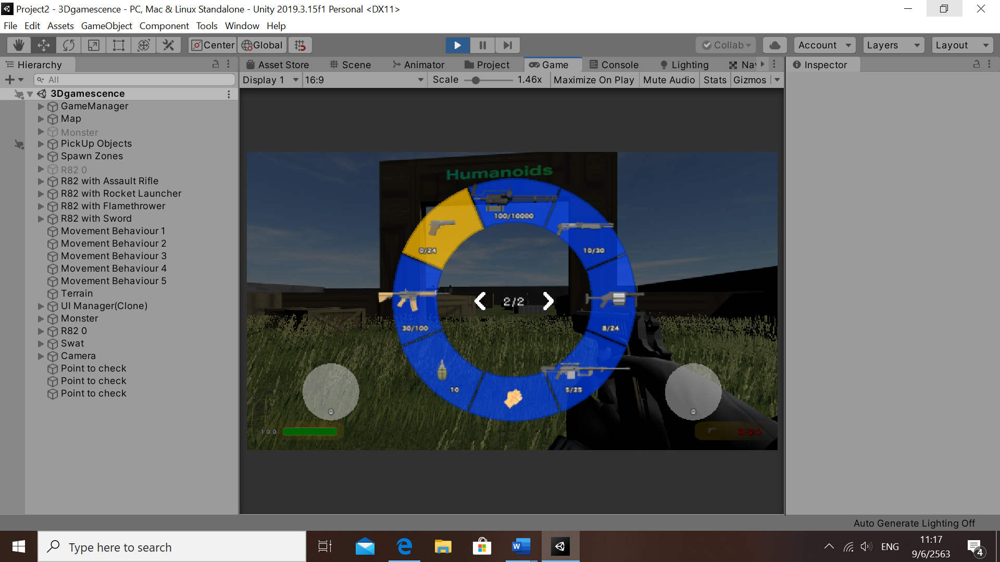 Project2 - 3Dgamescence - PC, Mac & Linux Standalone - Unity 2019.3.15f1 Personal <DX11>
File Edit Assets GameObject Component Tools Window Help
Center Global Collab Account Layers Layout
Hierarchy
Asset Store Scene Animator Project Game Console Lighting Nav
Inspector
All
Display 1 16:9 Scale 1.46x Maximize On Play Mute Audio Stats Gizmos
3Dgamescence
GameManager
Map
Monster
PickUp Objects
Spawn Zones
R82 0
R82 with Assault Rifle
R82 with Rocket Launcher
R82 with Flamethrower
R82 with Sword
Movement Behaviour 1
Movement Behaviour 2
Movement Behaviour 3
Movement Behaviour 4
Movement Behaviour 5
Terrain
UI Manager(Clone)
Monster
R82 0
Swat
Camera
Point to check
Point to check
Point to check
Humanoids
100/10000
0/24
10/30
2/2
30/100
8/24
10
5/25
100
0/24
Auto Generate Lighting Off
Type here to search
W
ENG
11:17
9/6/2563
4